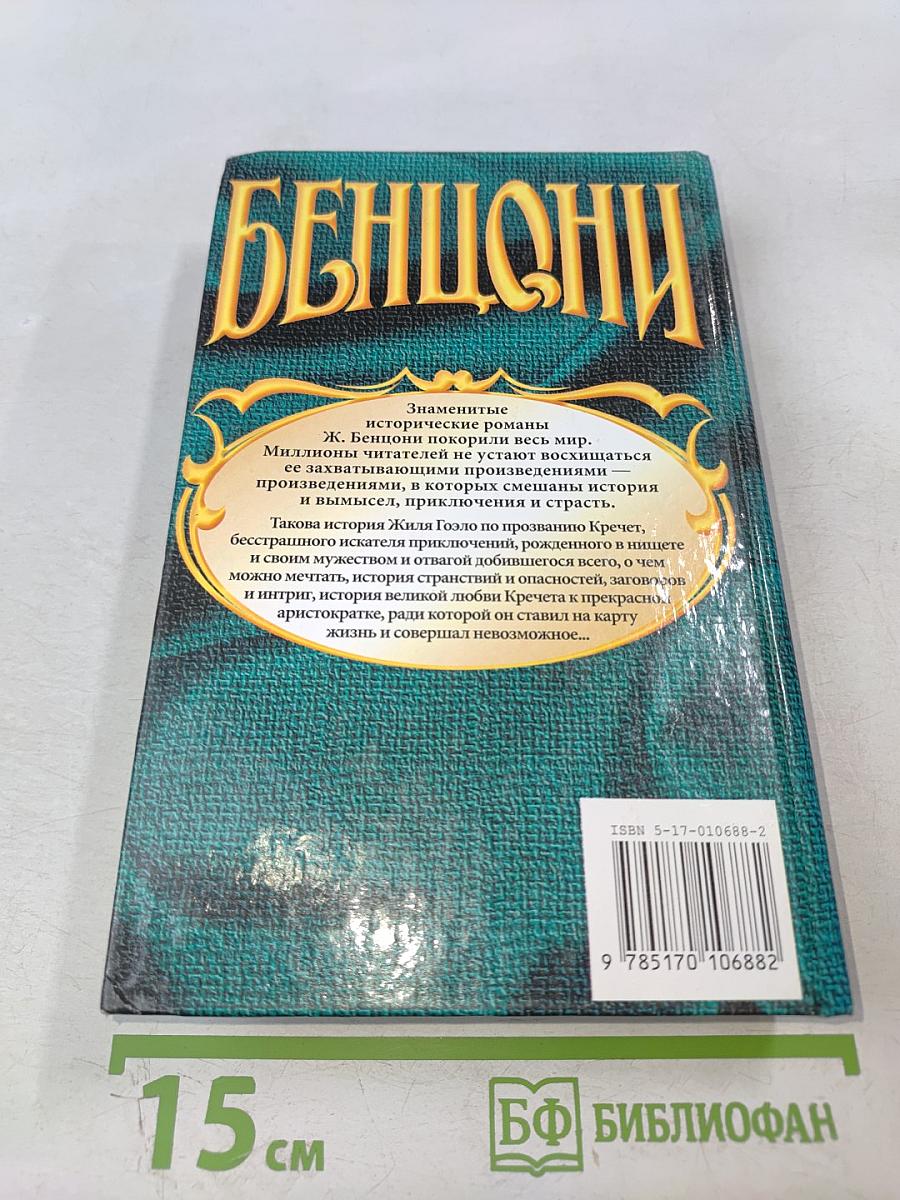 БЕНЦОНИ
Знаменитые
исторические романы
Ж. Бенцони покорили весь мир.
Миллионы читателей не устают восхищаться
ее захватывающими произведениями —
произведениями, в которых смешаны история
и вымысел, приключения и страсть.
Такова история Жиля Гоэло по прозванию Кречет,
бесстрашного искателя приключений, рожденного в нищете
и своим мужеством и отвагой добившегося всего, о чем
можно мечтать, история странствий и опасностей, заговоров
и интриг, история великой любви Кречета к прекрасной
аристократке, ради которой он ставил на карту
жизнь и совершал невозможное...
ISBN 5-17-010688-2
9 785170 106882
15 см
БФ БИБЛИОФАН